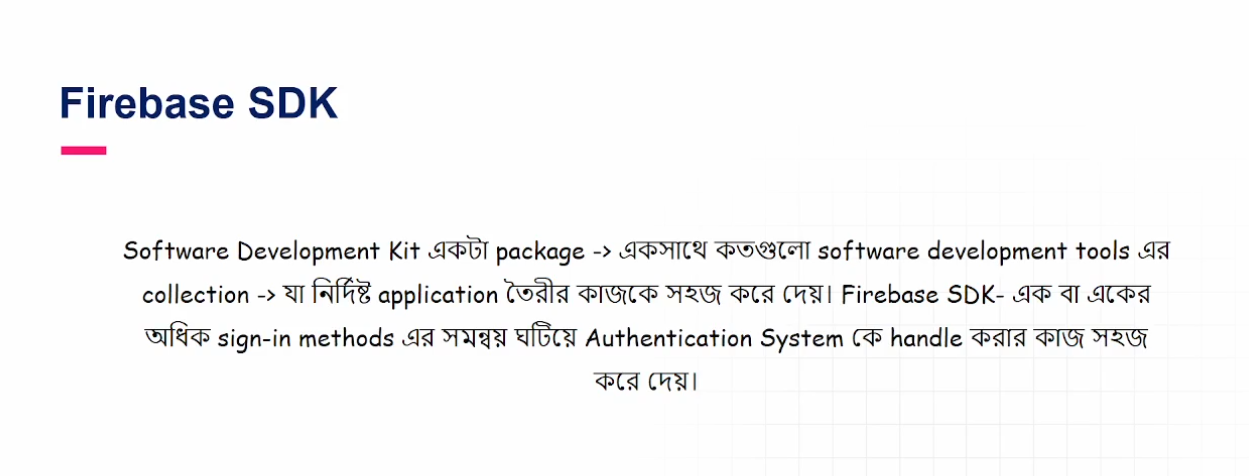 Firebase SDK
Software Development Kit একটা package -> একসাথে কতগুলো software development tools এর
collection -> যা নির্দিষ্ট application তৈরীর কাজকে সহজ করে দেয়। Firebase SDK- এক বা একের
অধিক sign-in methods এর সমন্বয় ঘটিয়ে Authentication System কে handle করার কাজ সহজ
করে দেয়।